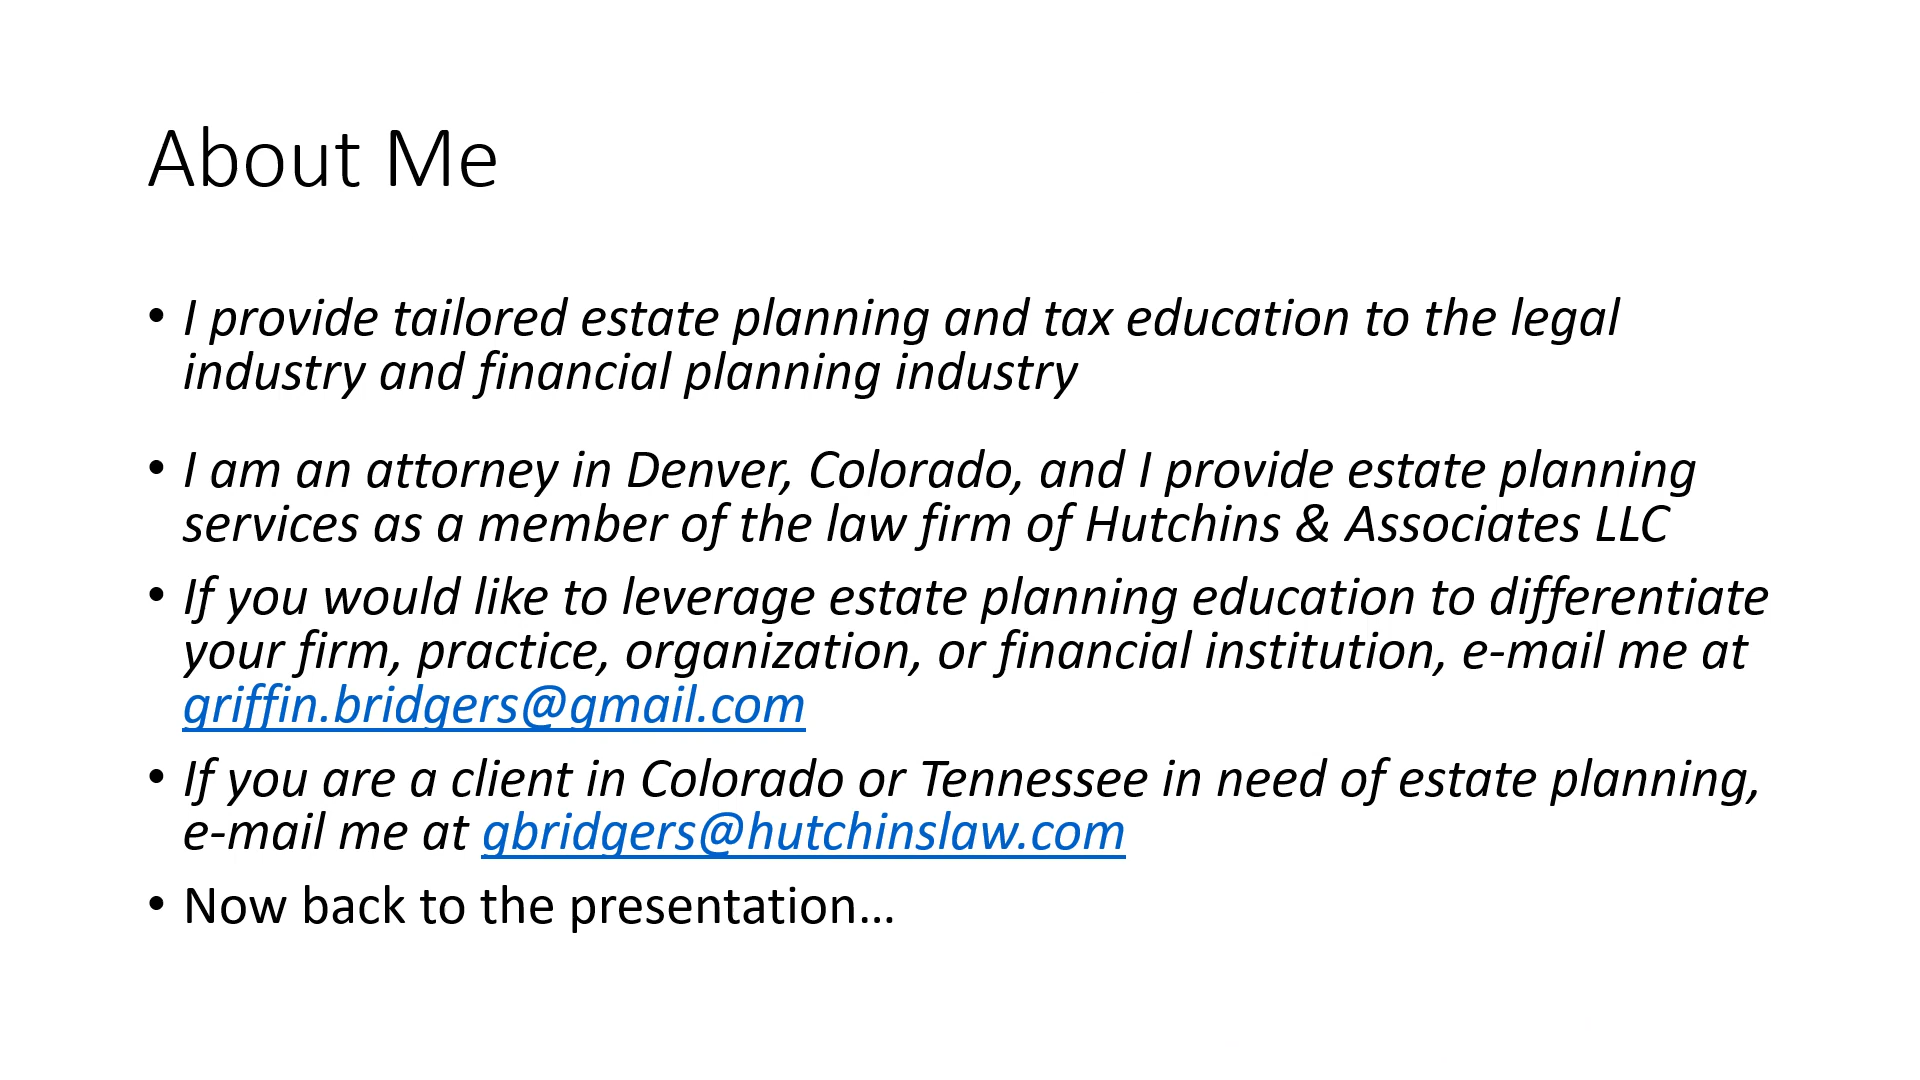 About Me
• I provide tailored estate planning and tax education to the legal
industry and financial planning industry
• I am an attorney in Denver, Colorado, and I provide estate planning
services as a member of the law firm of Hutchins & Associates LLC
• If you would like to leverage estate planning education to differentiate
your firm, practice, organization, or financial institution, e-mail me at
griffin.bridgers@gmail.com
• If you are a client in Colorado or Tennessee in need of estate planning,
e-mail me at gbridgers@hutchinslaw.com
• Now back to the presentation…